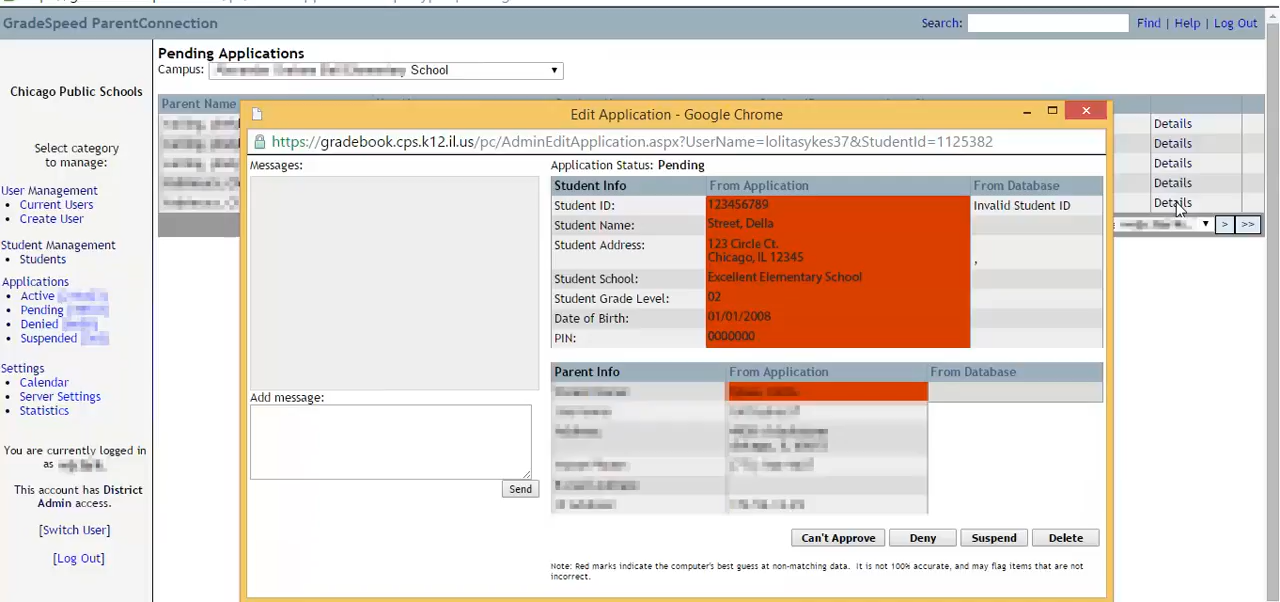 GradeSpeed ParentConnection
Search: Find | Help | Log Out
Pending Applications
Campus: School
Chicago Public Schools
Select category
to manage:
User Management
• Current Users
• Create User
Student Management
• Students
Applications
• Active
• Pending
• Denied
• Suspended
Settings
• Calendar
• Server Settings
• Statistics
You are currently logged in
as
This account has District
Admin access.
[Switch User]
[Log Out]
Parent Name
Details
Details
Details
Details
Details
> >>
Edit Application - Google Chrome
https://gradebook.cps.k12.il.us/pc/AdminEditApplication.aspx?UserName=lolitasykes37&StudentId=1125382
Messages:
Add message:
Send
Application Status: Pending
Student Info From Application From Database
Student ID: 123456789 Invalid Student ID
Student Name: Street, Della
Student Address: 123 Circle Ct.
Chicago, IL 12345 ,
Student School: Excellent Elementary School
Student Grade Level: 02
Date of Birth: 01/01/2008
PIN: 0000000
Parent Info From Application From Database
Can't Approve Deny Suspend Delete
Note: Red marks indicate the computer's best guess at non-matching data. It is not 100% accurate, and may flag items that are not
incorrect.